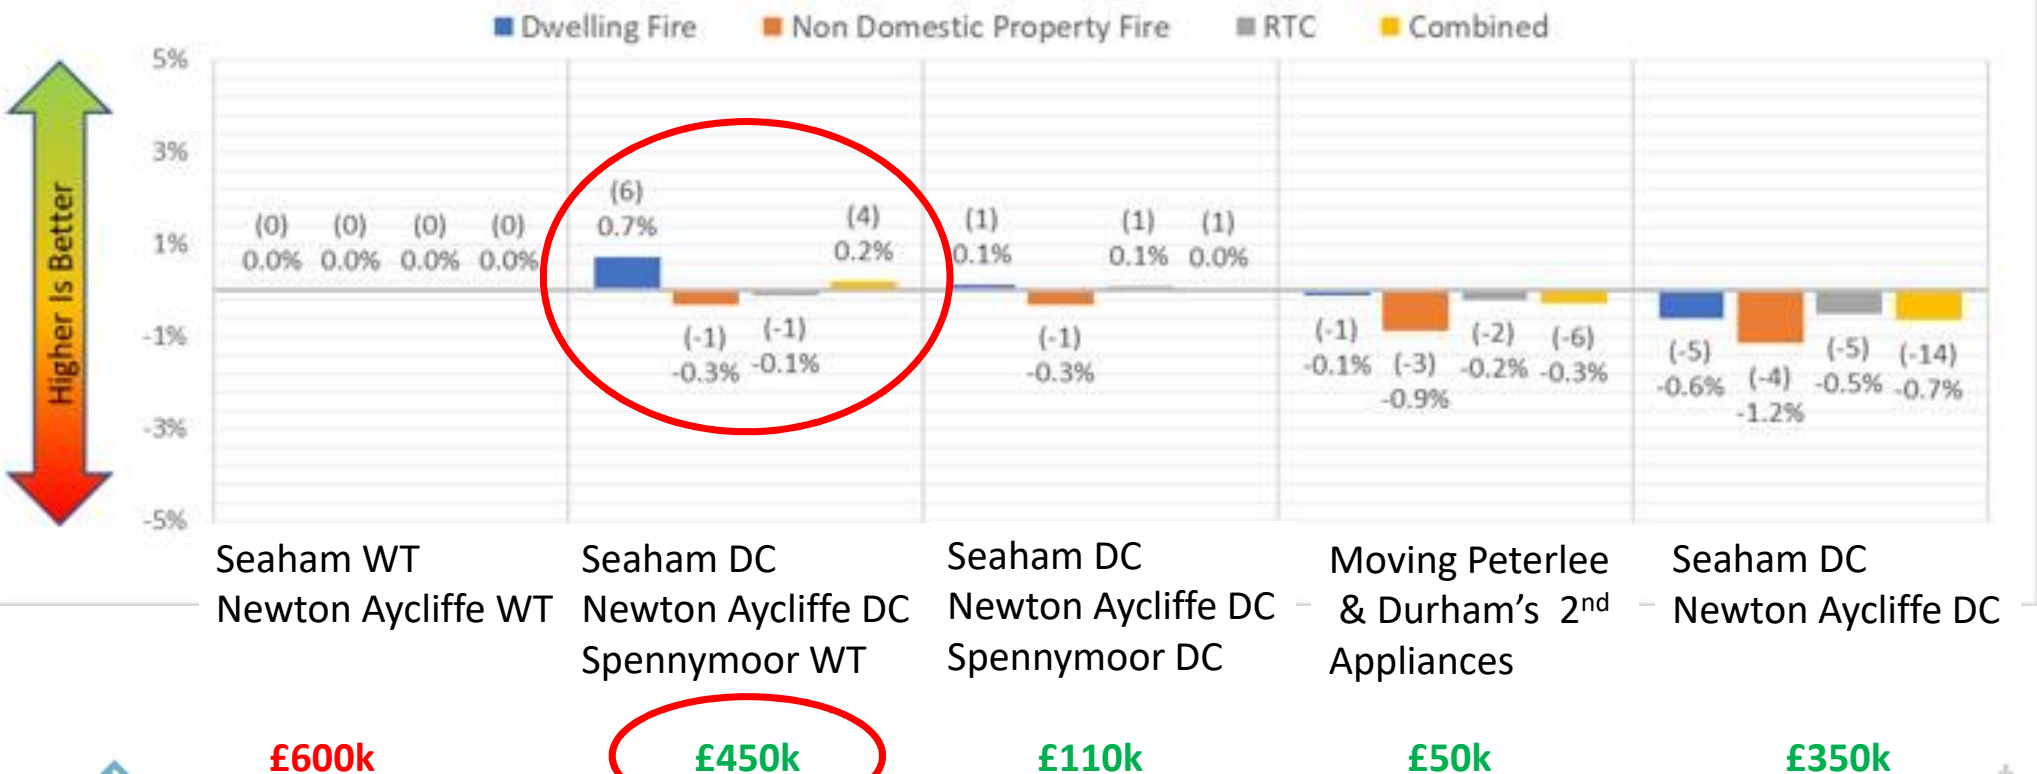 Dwelling Fire Non Domestic Property Fire RTC Combined
5%
3%
1%
-1%
-3%
-5%
Higher Is Better
(0) (0) (0) (0)
0.0% 0.0% 0.0% 0.0%
(6)
0.7%
(-1)
-0.3%
(-1)
-0.1%
(4)
0.2%
(1)
0.1%
(-1)
-0.3%
(1)
0.1%
(1)
0.0%
(-1)
-0.1%
(-3)
-0.9%
(-2)
-0.2%
(-6)
-0.3%
(-5)
-0.6%
(-4)
-1.2%
(-5)
-0.5%
(-14)
-0.7%
Seaham WT
Newton Aycliffe WT
Seaham DC
Newton Aycliffe DC
Spennymoor WT
Seaham DC
Newton Aycliffe DC
Spennymoor DC
Moving Peterlee
& Durham’s 2nd
Appliances
Seaham DC
Newton Aycliffe DC
£600k £450k £110k £50k £350k